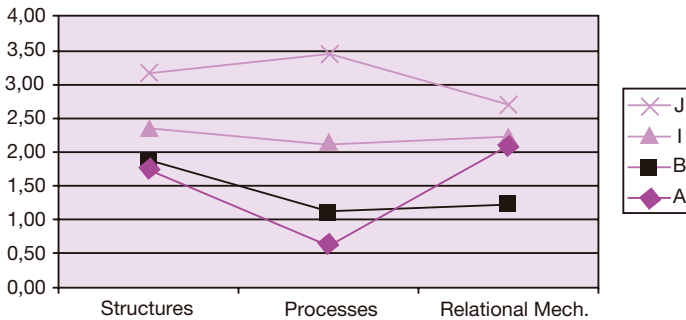 4,00
3,50
3,00
2,50
2,00
1,50
1,00
0,50
0,00
Structures
Processes
Relational Mech.
J
I
B
A